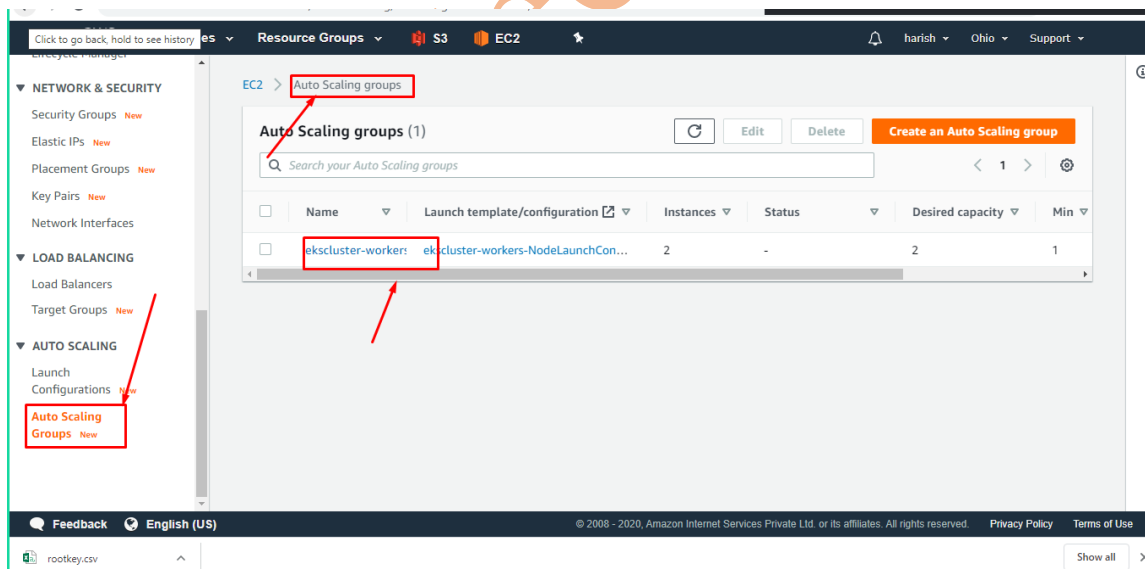 Click to go back, hold to see history
es
Resource Groups
S3
EC2
harish
Ohio
Support
Lifecycle Manager
NETWORK & SECURITY
Security Groups New
Elastic IPs New
Placement Groups New
Key Pairs New
Network Interfaces
LOAD BALANCING
Load Balancers
Target Groups New
AUTO SCALING
Launch
Configurations New
Auto Scaling
Groups New
EC2 > Auto Scaling groups
Auto Scaling groups (1)
Edit
Delete
Create an Auto Scaling group
Search your Auto Scaling groups
< 1 >
Name
Launch template/configuration
Instances
Status
Desired capacity
Min
ekscluster-workers
ekscluster-workers-NodeLaunchCon...
2
-
2
1
Feedback
English (US)
© 2008 - 2020, Amazon Internet Services Private Ltd. or its affiliates. All rights reserved.
Privacy Policy
Terms of Use
rootkey.csv
Show all